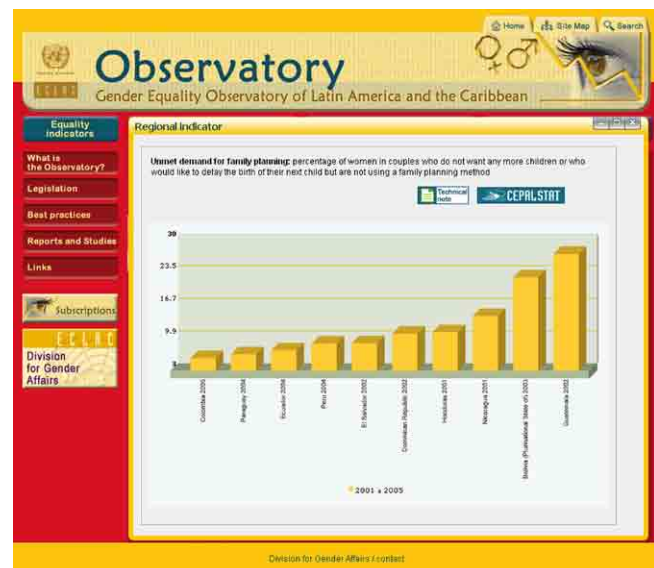 Home
Site Map
Search
Observatory
ECLAC
Gender Equality Observatory of Latin America and the Caribbean
Equality
indicators
What is
the Observatory?
Legislation
Best practices
Reports and Studies
Links
Subscriptions
ECLAC
Division
for Gender
Affairs
Regional Indicator
Unmet demand for family planning: percentage of women in couples who do not want any more children or who
would like to delay the birth of their next child but are not using a family planning method
Technical
note
CEPALSTAT
30
23.5
16.7
9.9
3
Colombia 2005
Paraguay 2004
Ecuador 2004
Peru 2004
El Salvador 2002
Dominican Republic 2002
Honduras 2001
Nicaragua 2001
Bolivia (Plurinational State of) 2003
Guatemala 2002
2001 a 2005
Division for Gender Affairs / contact